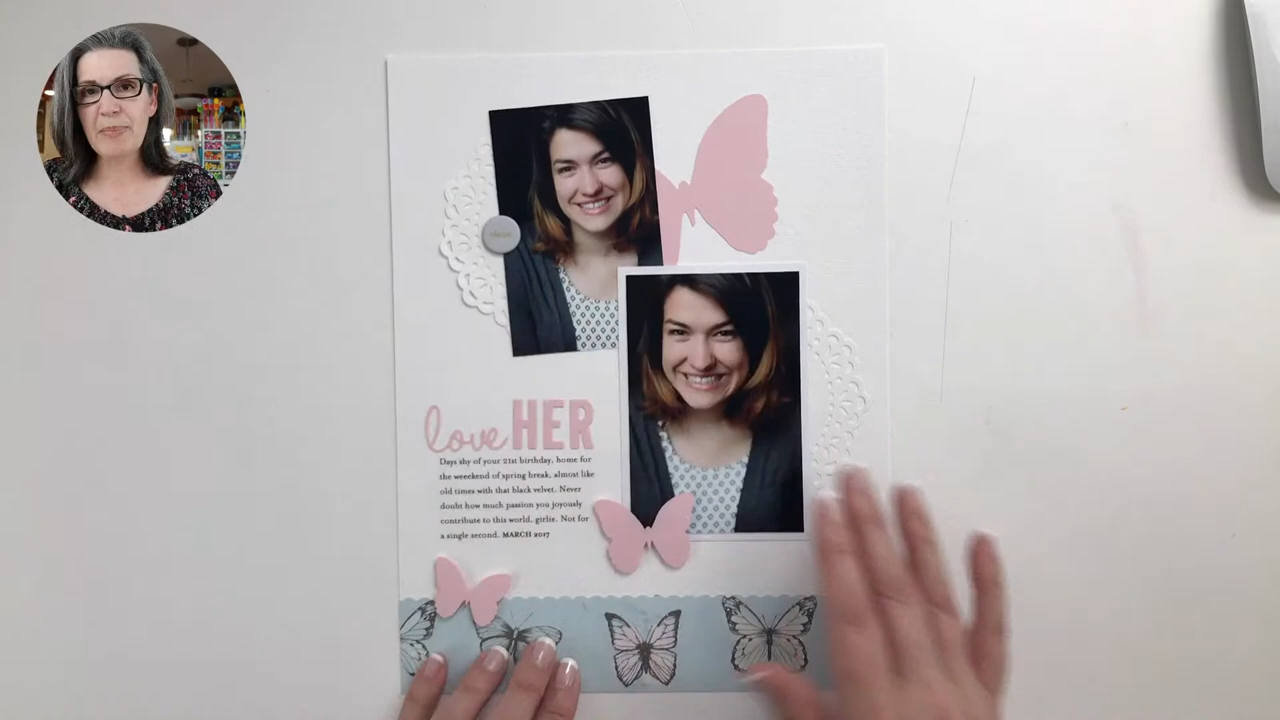 love HER
Days shy of your 21st birthday, home for
the weekend of spring break, almost like
old times with that black velvet. Never
doubt how much passion you joyously
contribute to this world, girlie. Not for
a single second. MARCH 2017